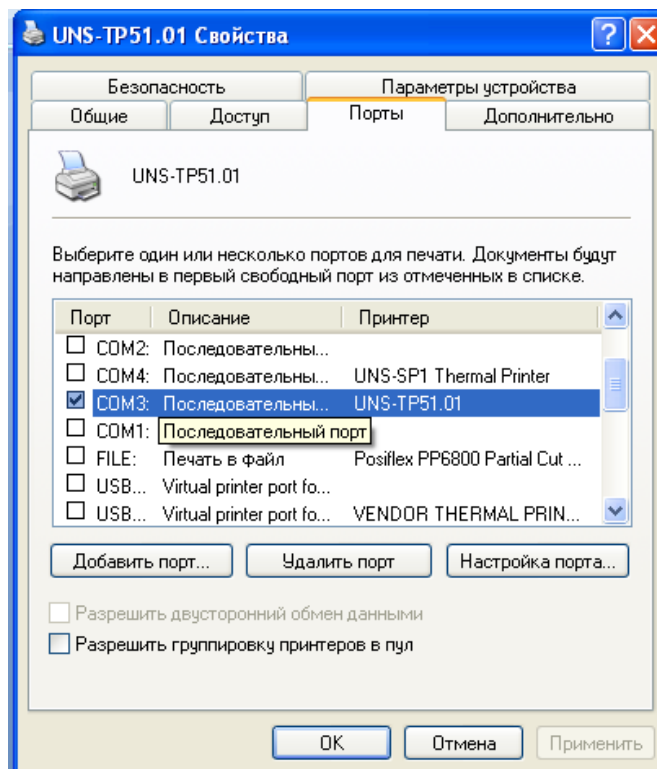 UNS-TP51.01 Свойства
Безопасность Параметры устройства
Общие Доступ Порты Дополнительно
UNS-TP51.01
Выберите один или несколько портов для печати. Документы будут
направлены в первый свободный порт из отмеченных в списке.
Порт Описание Принтер
COM2: Последовательны...
COM4: Последовательны... UNS-SP1 Thermal Printer
COM3: Последовательны... UNS-TP51.01
COM1: Последовательный порт
FILE: Печать в файл Posiflex PP6800 Partial Cut ...
USB... Virtual printer port fo...
USB... Virtual printer port fo... VENDOR THERMAL PRIN...
Добавить порт... Удалить порт Настройка порта...
Разрешить двусторонний обмен данными
Разрешить группировку принтеров в пул
OK Отмена Применить